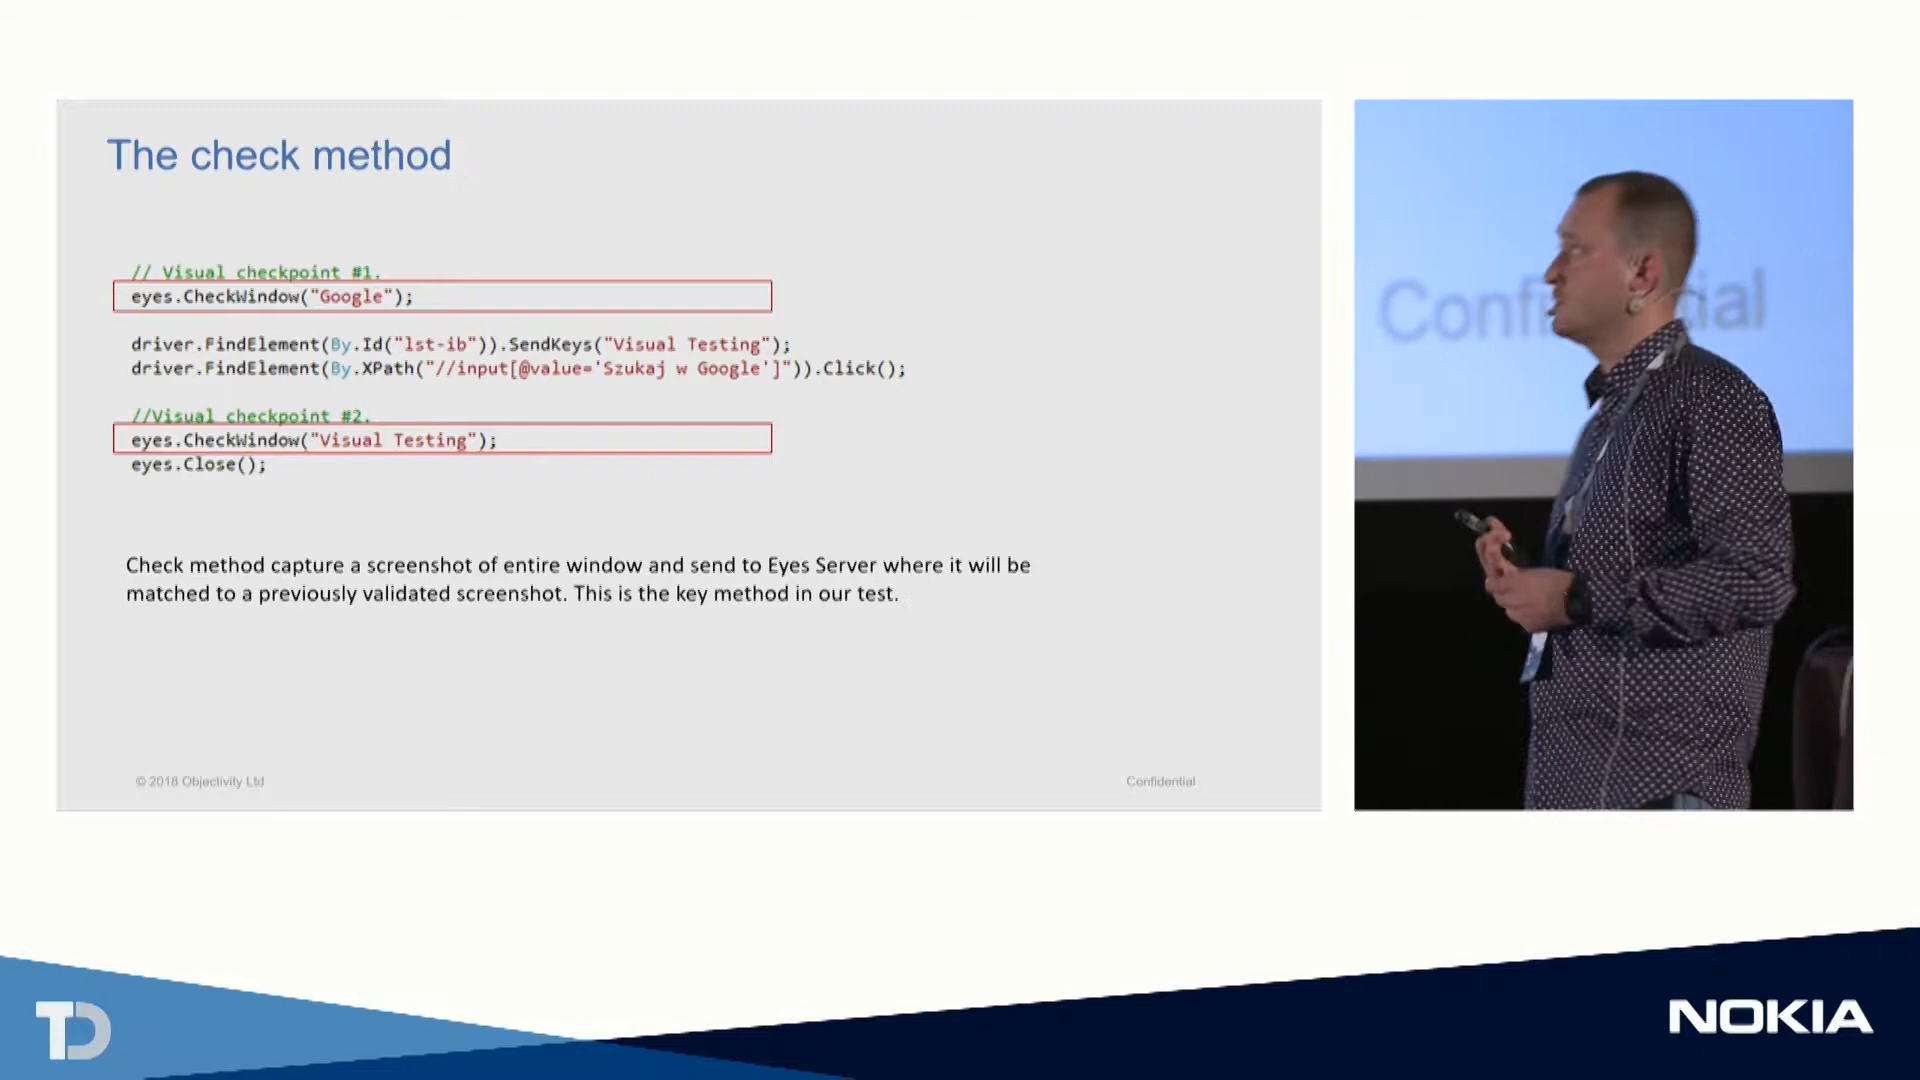 The check method
// Visual checkpoint #1.
eyes.CheckWindow("Google");
driver.FindElement(By.Id("lst-ib")).SendKeys("Visual Testing");
driver.FindElement(By.XPath("//input[@value='Szukaj w Google']")).Click();
//Visual checkpoint #2.
eyes.CheckWindow("Visual Testing");
eyes.Close();
Check method capture a screenshot of entire window and send to Eyes Server where it will be
matched to a previously validated screenshot. This is the key method in our test.
© 2018 Objectivity Ltd
Confidential
TD
NOKIA